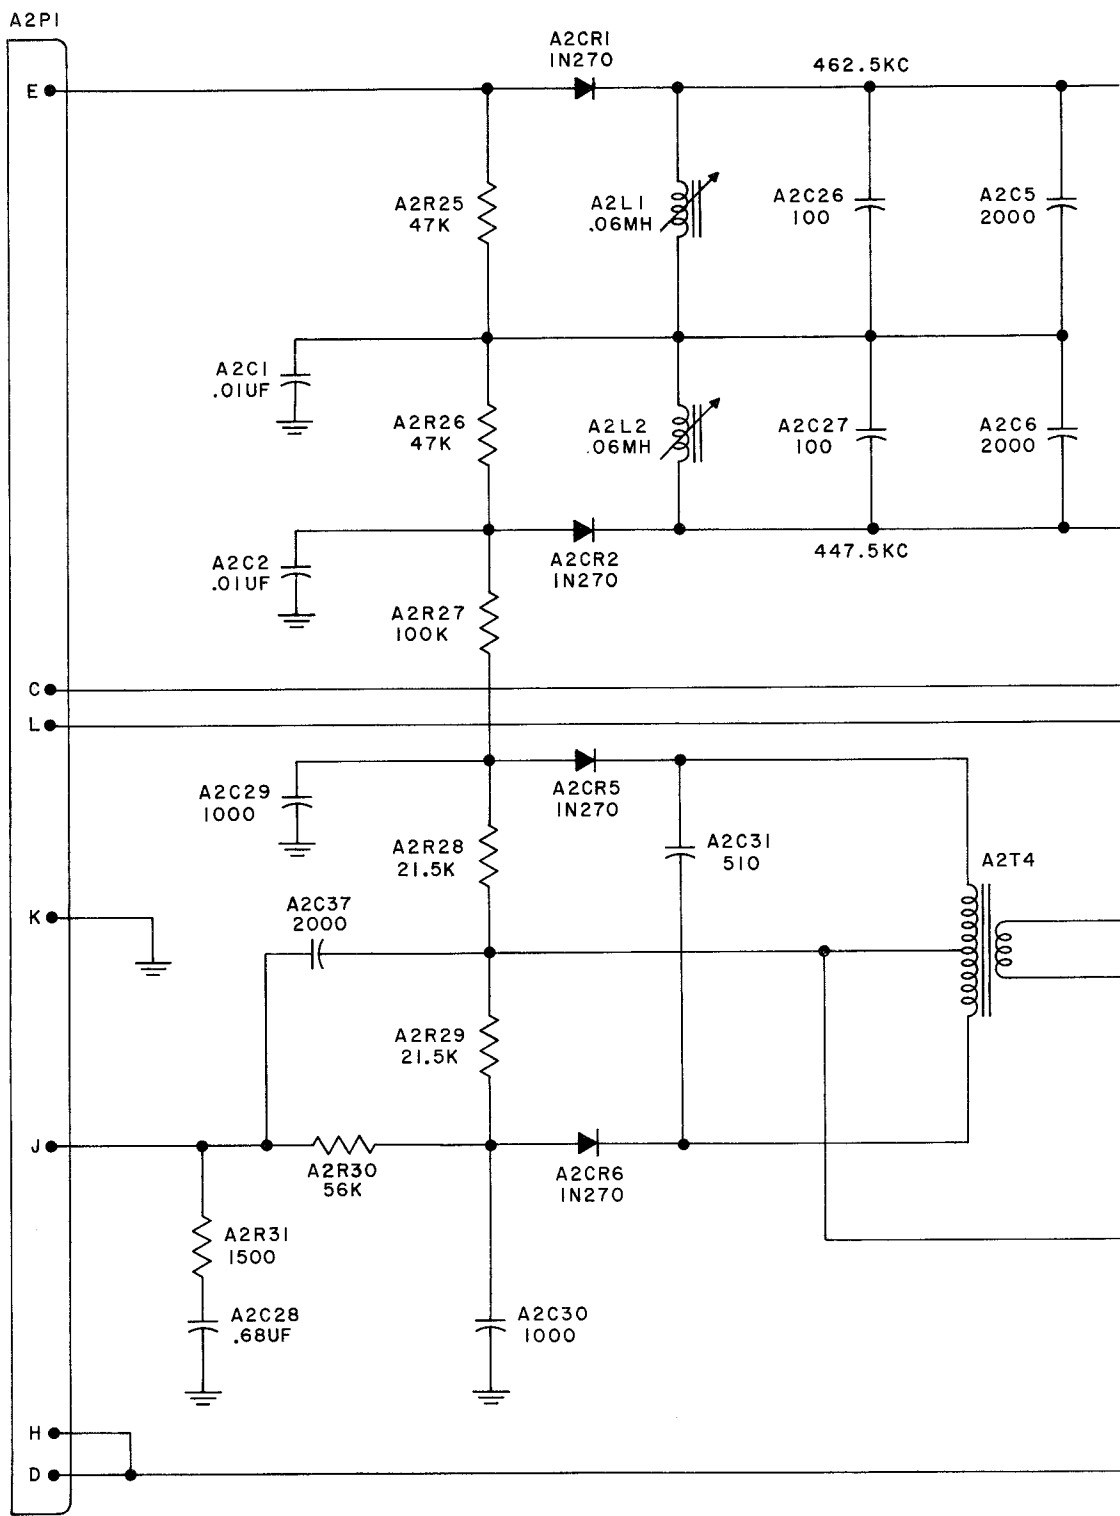 A2P1
A2CR1
1N270
462.5KC
E
A2R25
47K
A2L1
.06MH
A2C26
100
A2C5
2000
A2C1
.01UF
A2R26
47K
A2L2
.06MH
A2C27
100
A2C6
2000
A2C2
.01UF
A2CR2
1N270
447.5KC
A2R27
100K
C
L
A2C29
1000
A2CR5
1N270
A2R28
21.5K
A2C31
510
A2T4
K
A2C37
2000
A2R29
21.5K
J
A2R30
56K
A2CR6
1N270
A2R31
1500
A2C28
.68UF
A2C30
1000
H
D